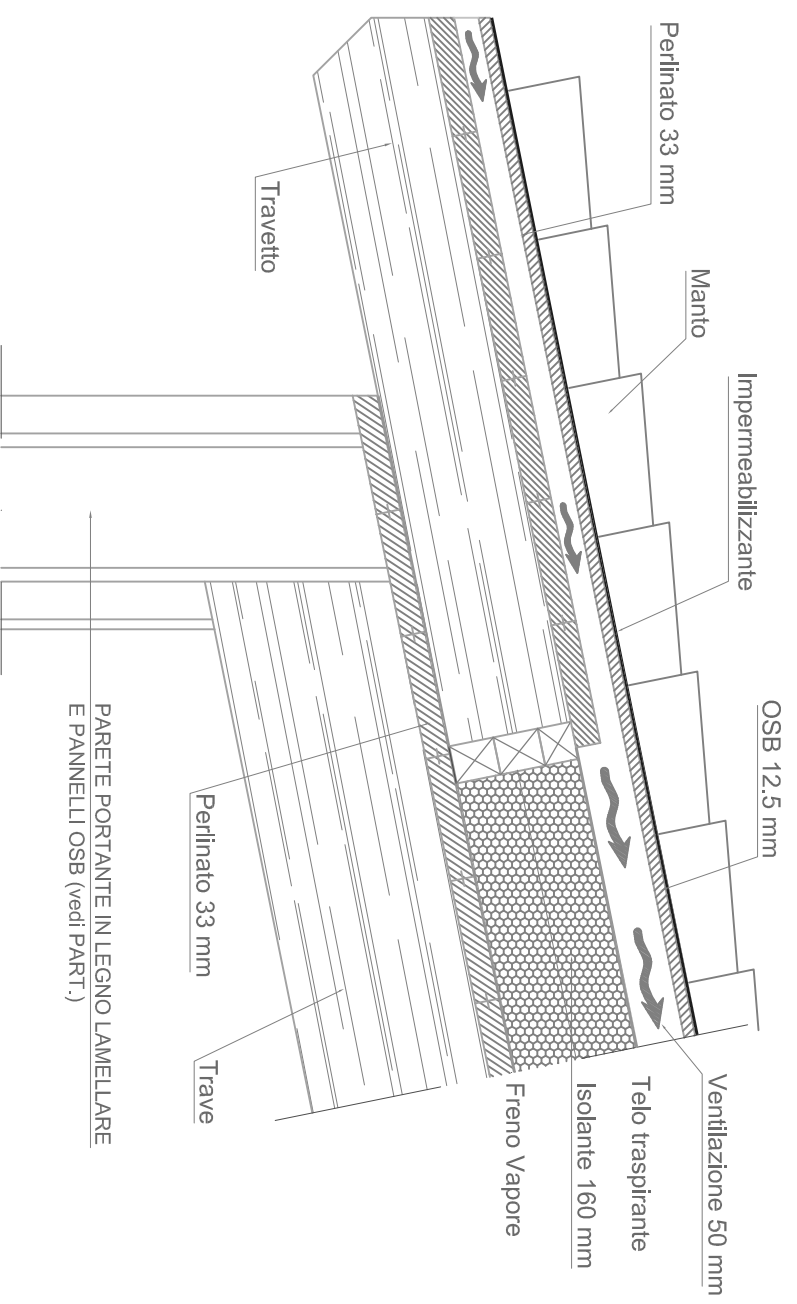 Perlinato 33 mm
Manto
Impermeabilizzante
OSB 12.5 mm
Ventilazione 50 mm
Telo traspirante
Isolante 160 mm
Freno Vapore
Travetto
Perlinato 33 mm
Trave
PARETE PORTANTE IN LEGNO LAMELLARE
E PANNELLI OSB (vedi PART.)